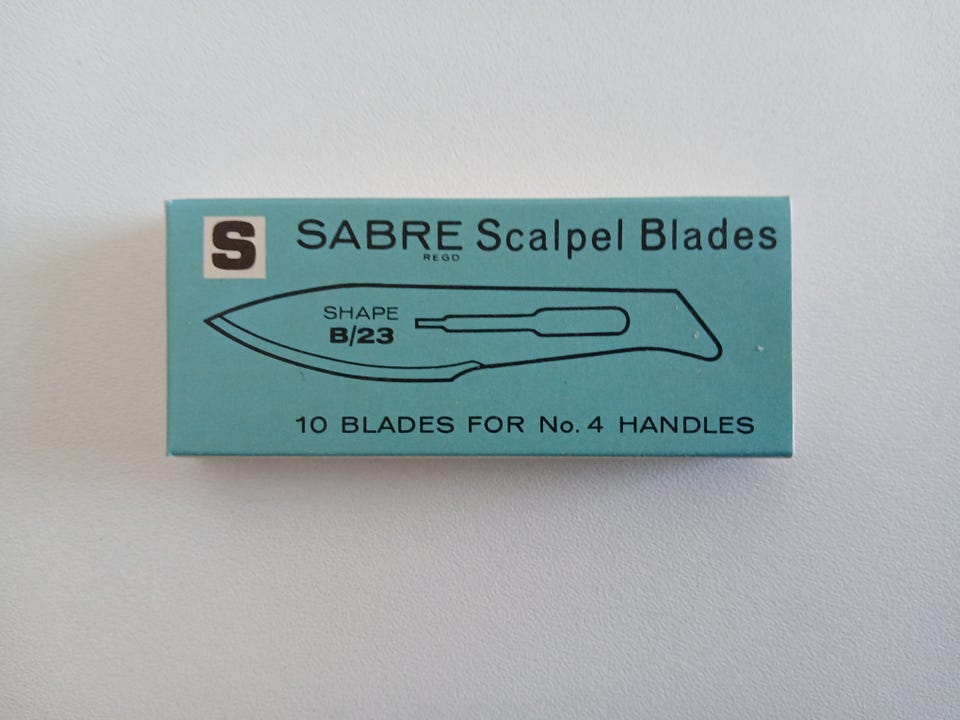 S
SABRE Scalpel Blades
REGD
SHAPE
B/23
10 BLADES FOR No. 4 HANDLES